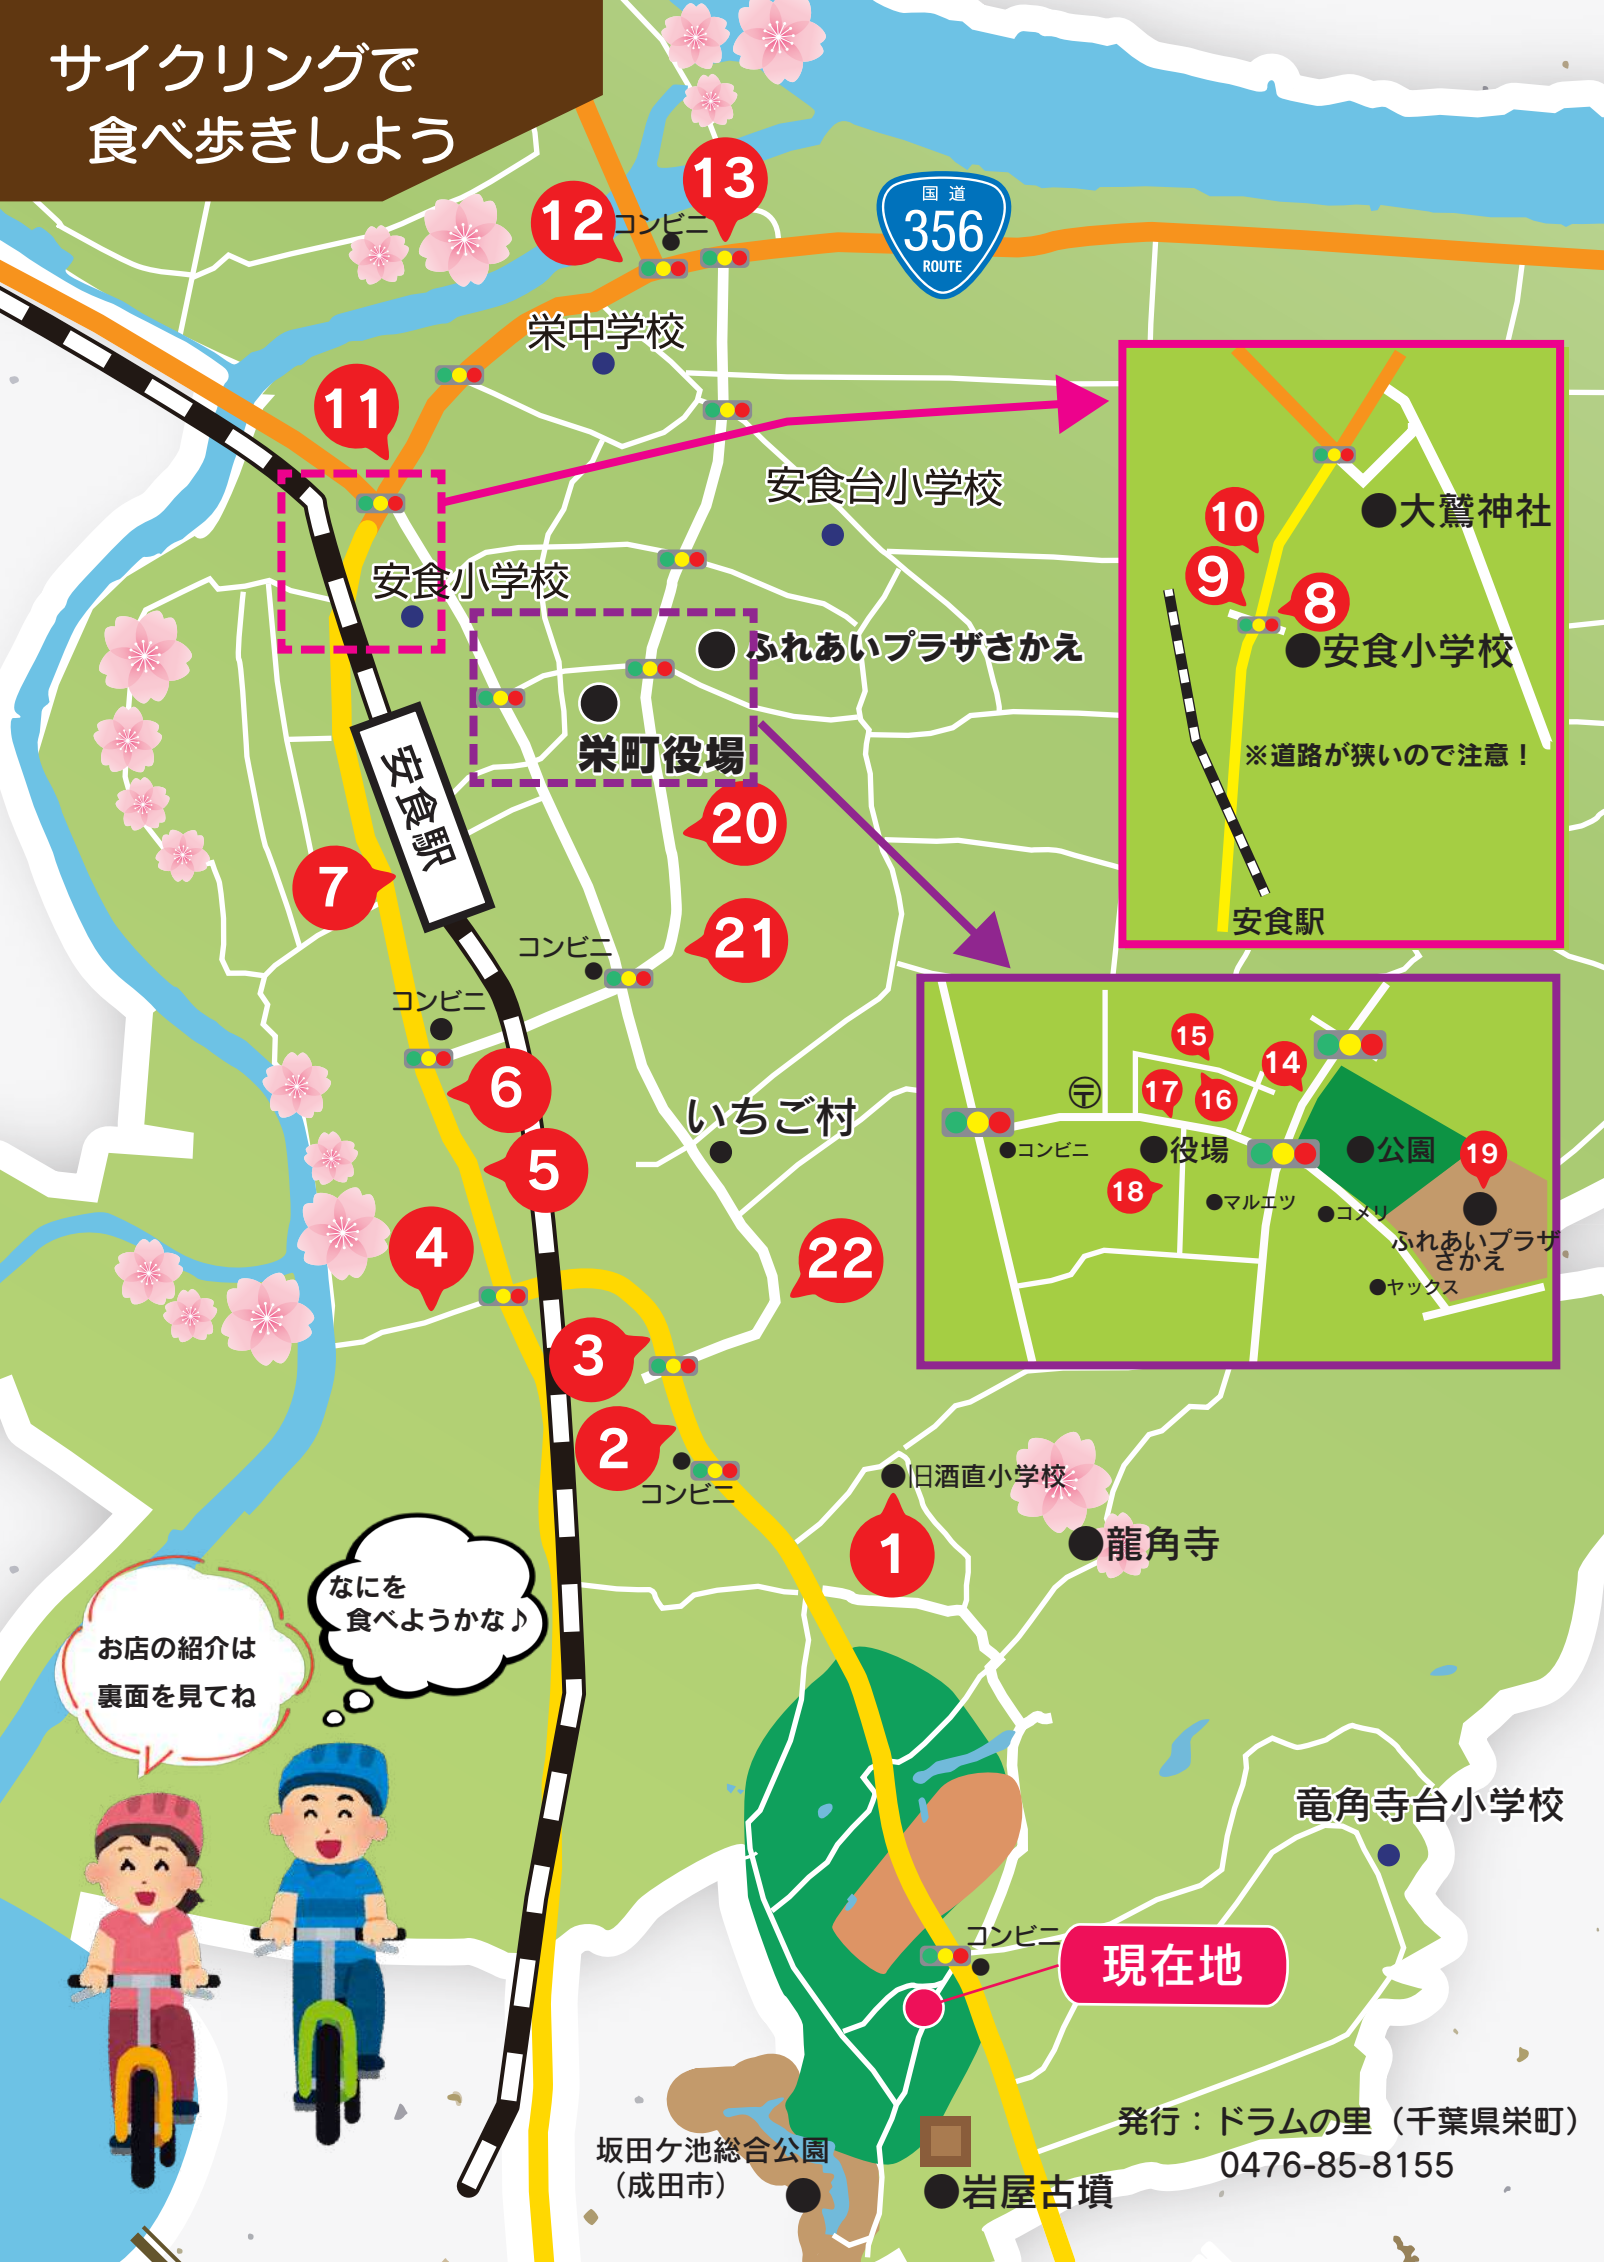 サイクリングで
食べ歩きしよう
13
12
コンビニ
国道
356
ROUTE
栄中学校
11
安食台小学校
安食小学校
ふれあいプラザさかえ
栄町役場
大鷲神社
10
9
8
安食小学校
※道路が狭いので注意！
安食駅
安食駅
20
7
21
コンビニ
コンビニ
6
5
いちご村
4
22
3
2
コンビニ
15
14
17
16
〒
コンビニ
役場
公園
19
18
マルエツ
コメリ
ふれあいプラザ
さかえ
ヤックス
旧酒直小学校
1
龍角寺
なにを
食べようかな♪
お店の紹介は
裏面を見てね
竜角寺台小学校
コンビニ
現在地
坂田ケ池総合公園
（成田市）
岩屋古墳
発行：ドラムの里（千葉県栄町）
0476-85-8155